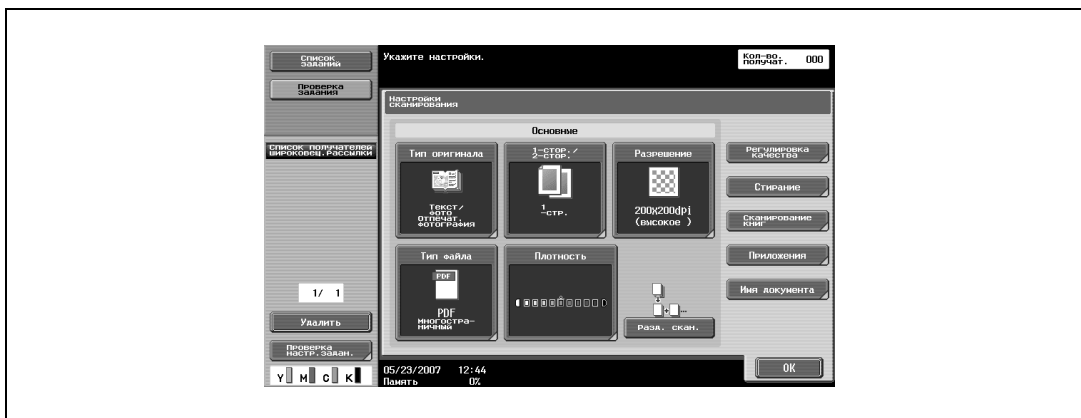 Список
заданий
Укажите настройки.
Кол-во.
получат. 000
Проверка
задания
Настройки
сканирования
Основные
Список получателей
широковещ.рассылки
Тип оригинала
1-стор./
2-стор.
Разрешение
Текст/
фото
Отпечат.
фотография
1
-стр.
200X200dpi
(высокое )
Регулировка
качества
Стирание
Сканирование
книг
Приложения
Имя документа
Тип файла
Плотность
PDF
PDF
многостра-
ничный
Разд. скан.
1/ 1
Удалить
Проверка
настр.задан.
Y M C K
05/23/2007 12:44
Память 0%
OK